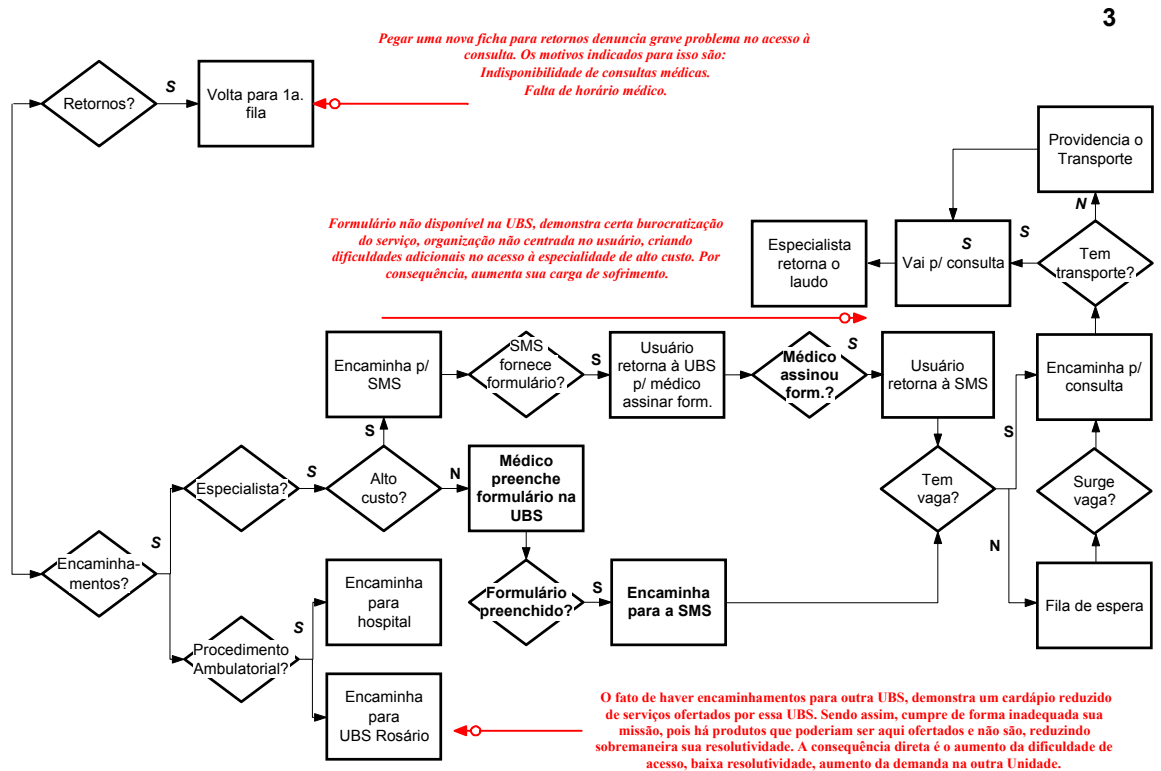 3
Pegar uma nova ficha para retornos denuncia grave problema no acesso à
consulta. Os motivos indicados para isso são:
Indisponibilidade de consultas médicas.
Falta de horário médico.
Retornos?
S
Volta para 1a.
fila
Providencia o
Transporte
N
Formulário não disponível na UBS, demonstra certa burocratização
do serviço, organização não centrada no usuário, criando
dificuldades adicionais no acesso à especialidade de alto custo. Por
consequência, aumenta sua carga de sofrimento.
Especialista
retorna o
laudo
S
Vai p/ consulta
S
Tem
transporte?
Encaminha p/
SMS
SMS
fornece
formulário?
S
Usuário
retorna à UBS
p/ médico
assinar form.
Médico
assinou
form.?
S
Usuário
retorna à SMS
Encaminha p/
consulta
S
S
Especialista?
S
Alto
custo?
N
Médico
preenche
formulário na
UBS
Tem
vaga?
Surge
vaga?
N
Encaminha-
mentos?
S
Encaminha
para
hospital
Formulário
preenchido?
S
Encaminha
para a SMS
Fila de espera
Procedimento
Ambulatorial?
S
Encaminha
para
UBS Rosário
O fato de haver encaminhamentos para outra UBS, demonstra um cardápio reduzido
de serviços ofertados por essa UBS. Sendo assim, cumpre de forma inadequada sua
missão, pois há produtos que poderiam ser aqui ofertados e não são, reduzindo
sobremaneira sua resolutividade. A consequência direta é o aumento da dificuldade de
acesso, baixa resolutividade, aumento da demanda na outra Unidade.